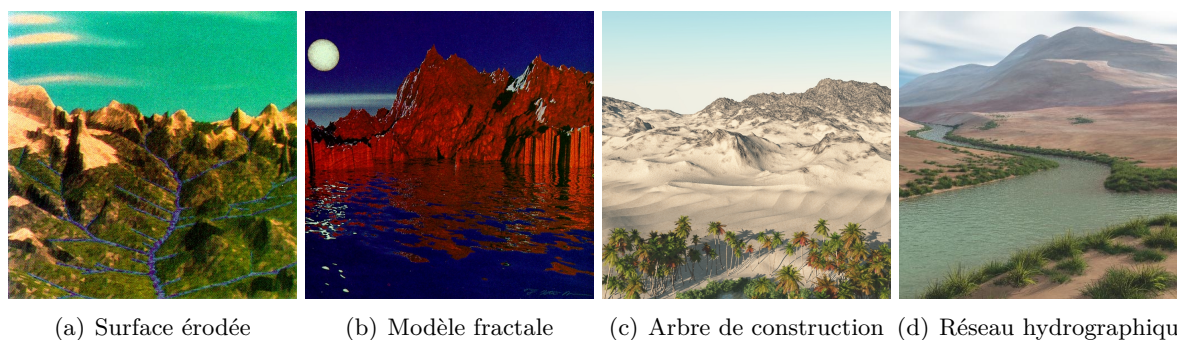 (a) Surface érodée
(b) Modèle fractale
(c) Arbre de construction
(d) Réseau hydrographiqu